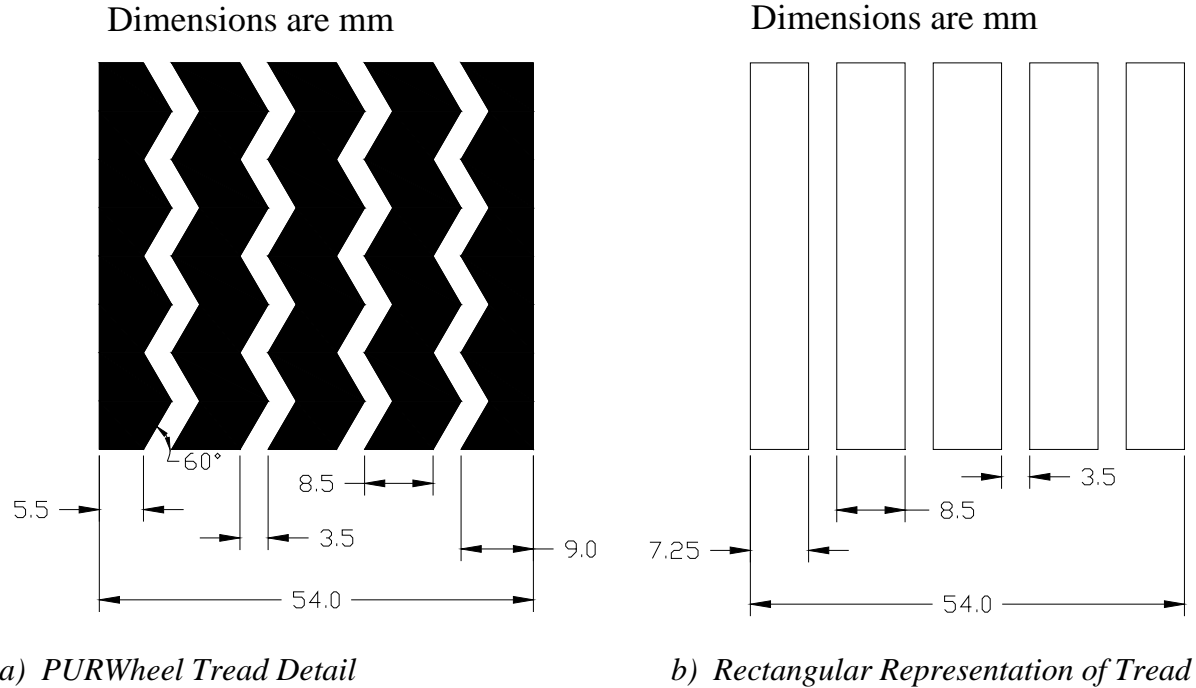 Dimensions are mm
Dimensions are mm
60°
8.5
5.5
3.5
9.0
54.0
3.5
8.5
7.25
54.0
a) PURWheel Tread Detail
b) Rectangular Representation of Tread